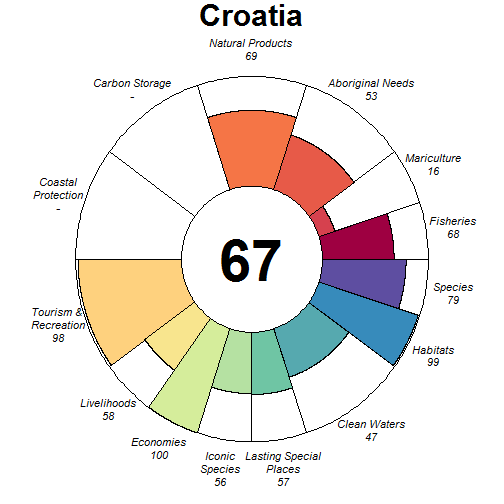 Croatia
Natural Products
69
Carbon Storage
-
Aboriginal Needs
53
Mariculture
16
Coastal
Protection
-
Fisheries
68
67
Species
79
Tourism &
Recreation
98
Habitats
99
Livelihoods
58
Clean Waters
47
Economies
100
Iconic
Species
56
Lasting Special
Places
57